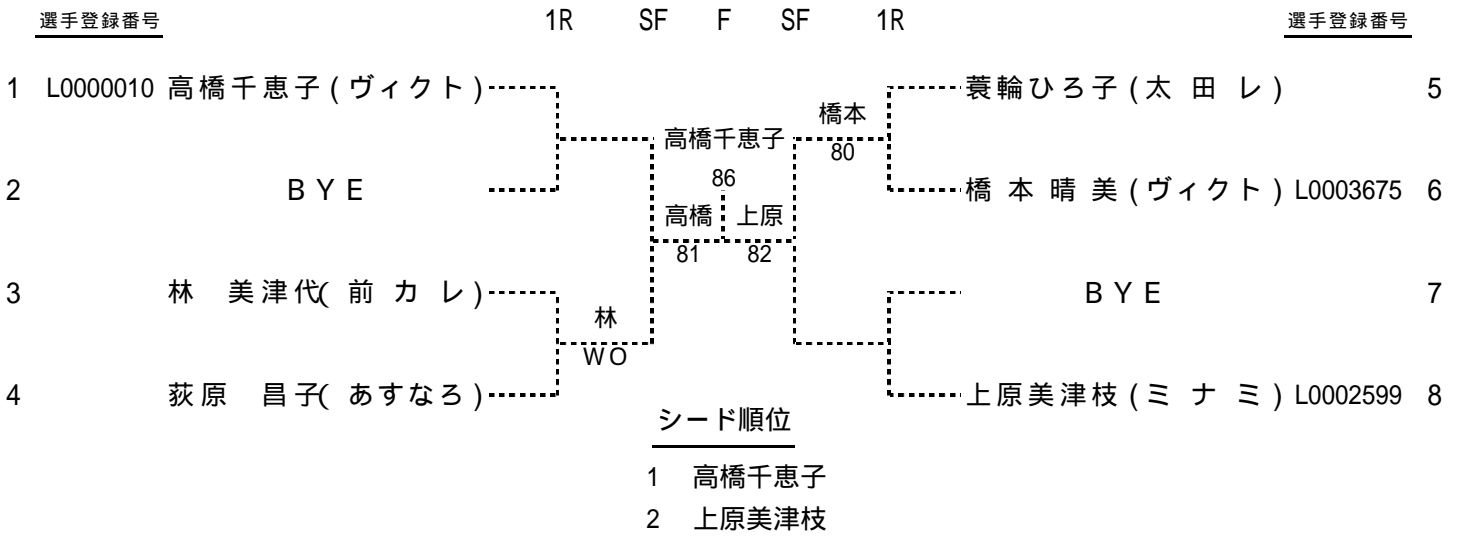 選手登録番号 1R SF F SF 1R 選手登録番号
1 L0000010 高橋千恵子(ヴィクト) 蓑輪ひろ子(太田レ) 5
橋本
高橋千恵子 80
2 BYE 86 橋本晴美(ヴィクト) L0003675 6
高橋 上原
81 82
3 林 美津代(前カレ) BYE 7
林
WO
4 荻原 昌子(あすなろ) 上原美津枝(ミナミ) L0002599 8
シード順位
1 高橋千恵子
2 上原美津枝